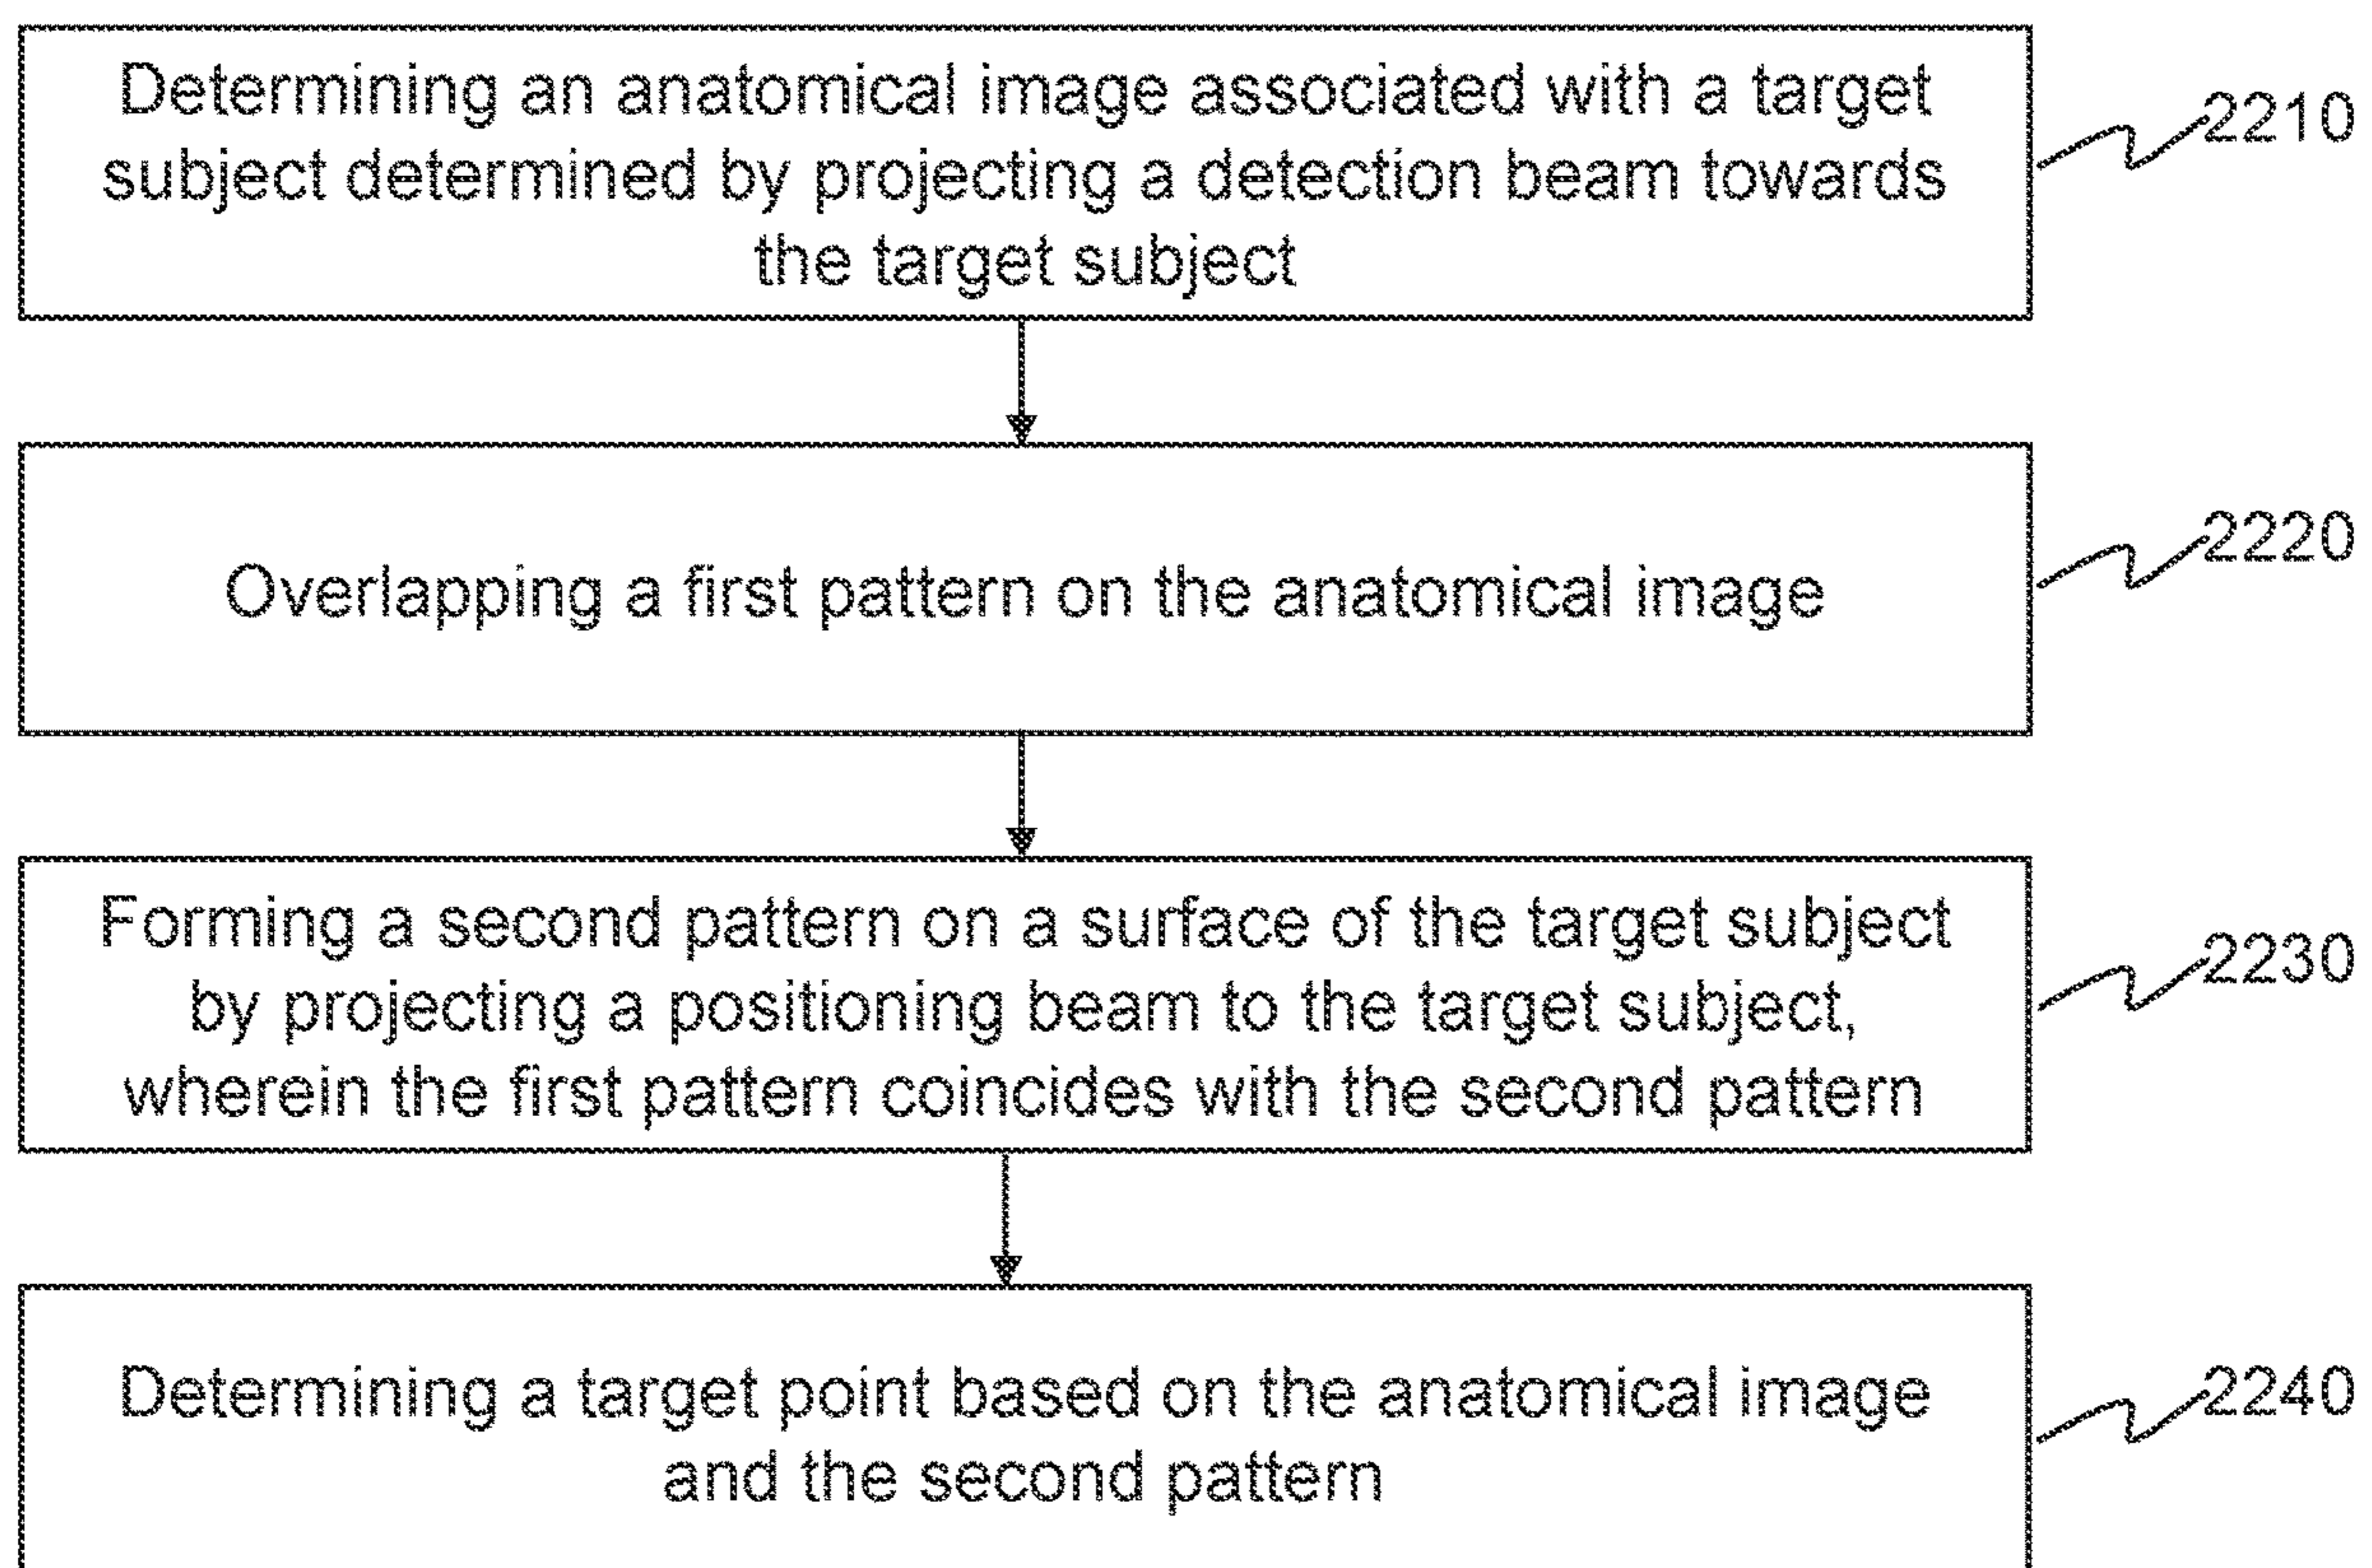 Determining an anatomical image associated with a target
subject determined by projecting a detection beam towards
the target subject
2210
Overlapping a first pattern on the anatomical image
2220
Forming a second pattern on a surface of the target subject
by projecting a positioning beam to the target subject,
wherein the first pattern coincides with the second pattern
2230
Determining a target point based on the anatomical image
and the second pattern
2240